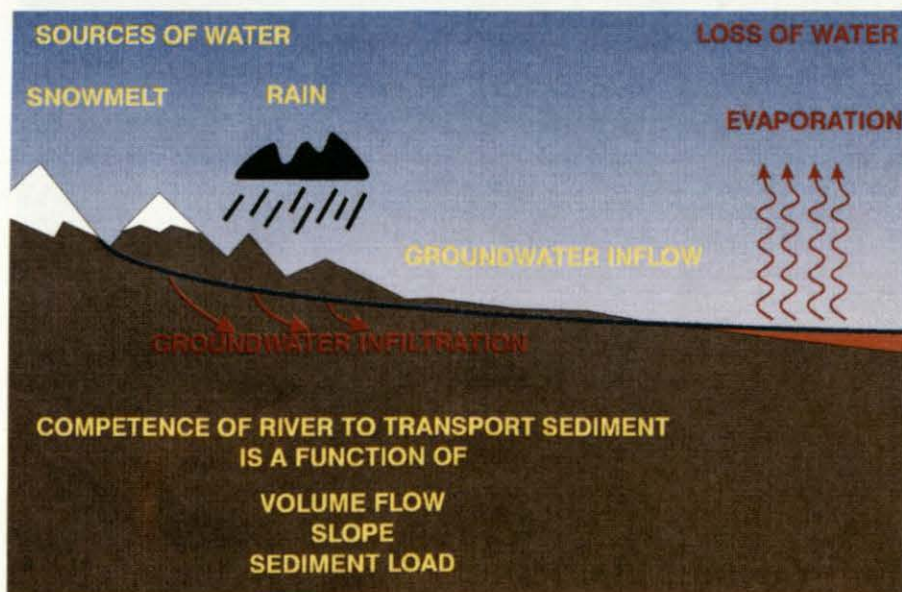 SOURCES OF WATER
LOSS OF WATER
SNOWMELT
RAIN
EVAPORATION
GROUNDWATER INFLOW
GROUNDWATER INFILTRATION
COMPETENCE OF RIVER TO TRANSPORT SEDIMENT
IS A FUNCTION OF
VOLUME FLOW
SLOPE
SEDIMENT LOAD